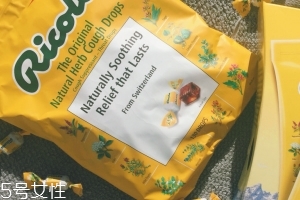 Ricola
The Original
Natural Herb Cough Drops
Naturally Soothing
Relief that Lasts
From Switzerland
5号女性